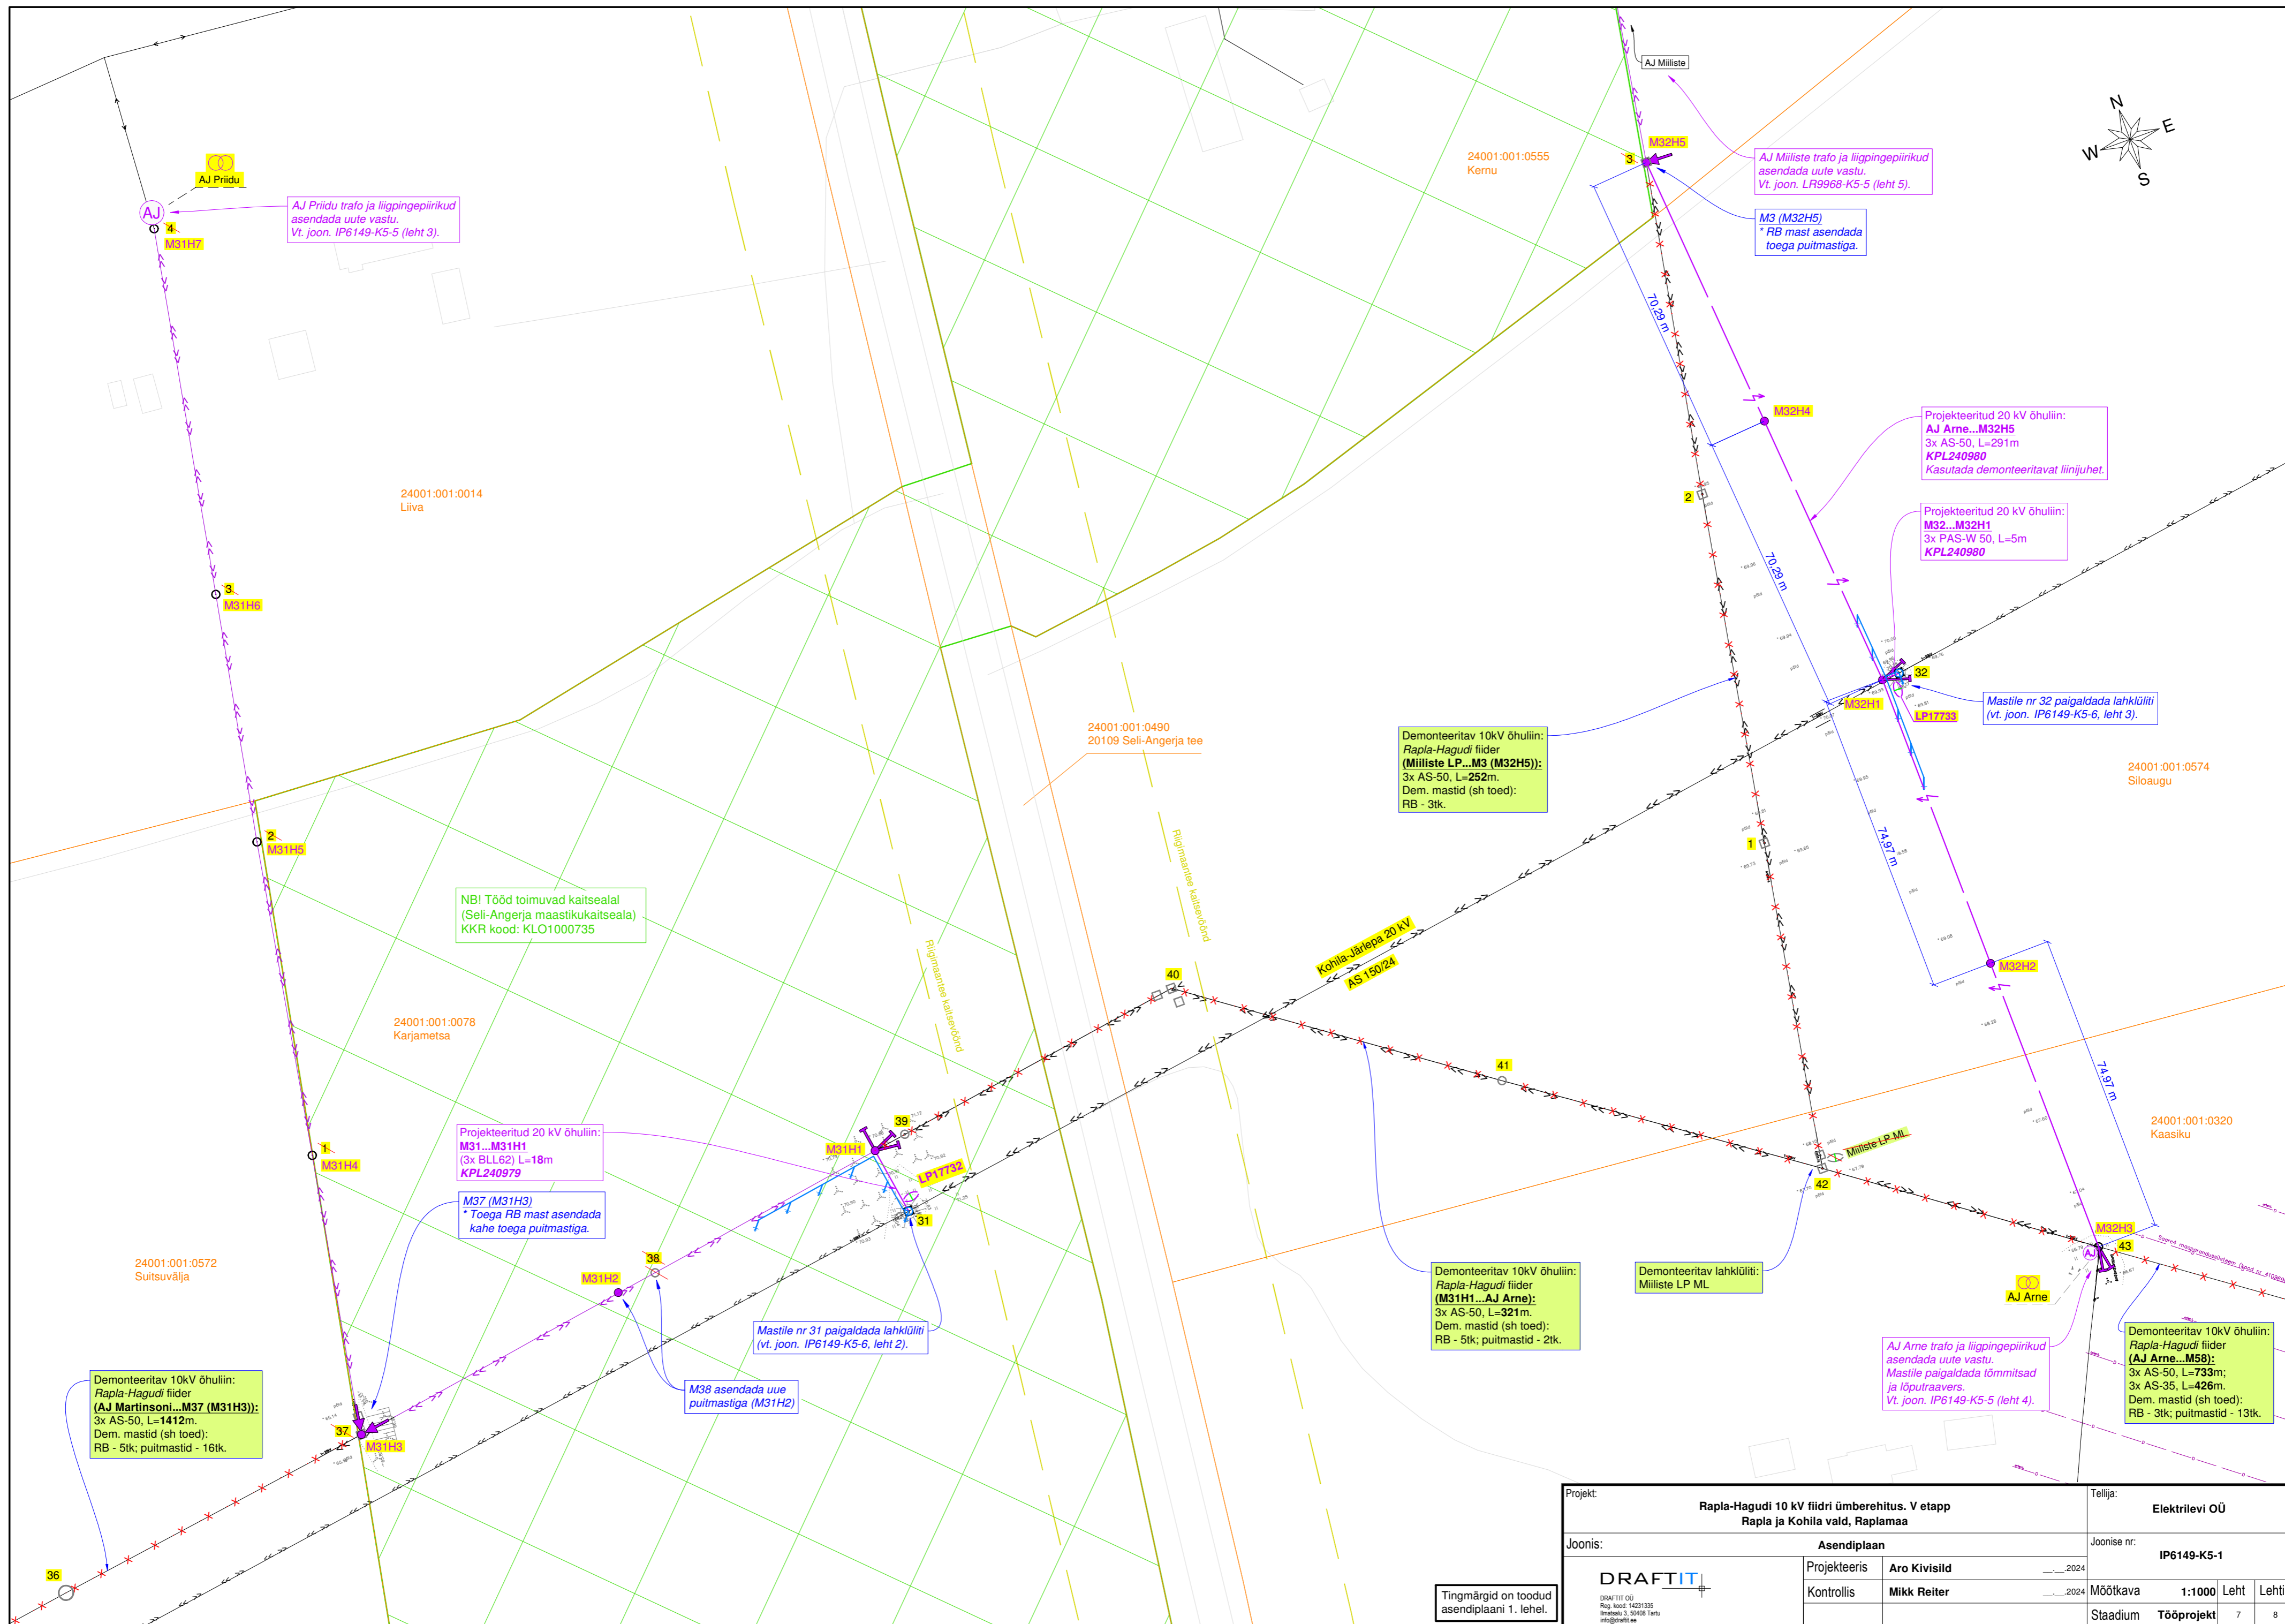 AJ Miiliste
N
E
W
S
AJ Priidu
AJ
4
M31H7
AJ Priidu trafo ja liigpingepiirikud
asendada uute vastu.
Vt. joon. IP6149-K5-5 (leht 3).
24001:001:0555
Kernu
3
M32H5
AJ Miiliste trafo ja liigpingepiirikud
asendada uute vastu.
Vt. joon. LR9968-K5-5 (leht 5).
M3 (M32H5)
* RB mast asendada
toega puitmastiga.
70,29 m
M32H4
Projekteeritud 20 kV õhuliin:
AJ Arne...M32H5
3x AS-50, L=291m
KPL240980
Kasutada demonteeritavat liinijuhet.
24001:001:0014
Liiva
2
Projekteeritud 20 kV õhuliin:
M32...M32H1
3x PAS-W 50, L=5m
KPL240980
70,29 m
3
M31H6
32
M32H1
LP17733
Mastile nr 32 paigaldada lahklüliti
(vt. joon. IP6149-K5-6, leht 3).
24001:001:0490
20109 Seli-Angerja tee
Demonteeritav 10kV õhuliin:
Rapla-Hagudi fiider
(Miiliste LP...M3 (M32H5)):
3x AS-50, L=252m.
Dem. mastid (sh toed):
RB - 3tk.
24001:001:0574
Siloaugu
2
M31H5
Riigimaantee kaitsevöönd
1
74,97 m
NB! Tööd toimuvad kaitsealal
(Seli-Angerja maastikukaitseala)
KKR kood: KLO1000735
Riigimaantee kaitsevöönd
Kohila-Järlepa 20 kV
AS 150/24
40
M32H2
24001:001:0078
Karjametsa
41
74,97 m
24001:001:0320
Kaasiku
39
1
M31H4
Projekteeritud 20 kV õhuliin:
M31...M31H1
(3x BLL62) L=18m
KPL240979
M31H1
LP17732
31
Miiliste LP ML
42
M37 (M31H3)
* Toega RB mast asendada
kahe toega puitmastiga.
M32H3
43
AJ
24001:001:0572
Suitsuvälja
38
M31H2
Demonteeritav 10kV õhuliin:
Rapla-Hagudi fiider
(M31H1...AJ Arne):
3x AS-50, L=321m.
Dem. mastid (sh toed):
RB - 5tk; puitmastid - 2tk.
Demonteeritav lahklüliti:
Miiliste LP ML
AJ Arne
Mastile nr 31 paigaldada lahklüliti
(vt. joon. IP6149-K5-6, leht 2).
AJ Arne trafo ja liigpingepiirikud
asendada uute vastu.
Mastile paigaldada tõmmitsad
ja lõputraavers.
Vt. joon. IP6149-K5-5 (leht 4).
Demonteeritav 10kV õhuliin:
Rapla-Hagudi fiider
(AJ Arne...M58):
3x AS-50, L=733m;
3x AS-35, L=426m.
Dem. mastid (sh toed):
RB - 3tk; puitmastid - 13tk.
Demonteeritav 10kV õhuliin:
Rapla-Hagudi fiider
(AJ Martinsoni...M37 (M31H3)):
3x AS-50, L=1412m.
Dem. mastid (sh toed):
RB - 5tk; puitmastid - 16tk.
M38 asendada uue
puitmastiga (M31H2)
37
M31H3
36
Tingmärgid on toodud
asendiplaani 1. lehel.
Projekt:
Rapla-Hagudi 10 kV fiidri ümberehitus. V etapp
Rapla ja Kohila vald, Raplamaa
Tellija:
Elektrilevi OÜ
Joonis:
Asendiplaan
Joonise nr:
IP6149-K5-1
DRAFTIT
DRAFTIT OÜ
Reg. kood: 14231335
Ilmatsalu 3, 50408 Tartu
info@draftit.ee
Projekteeris Aro Kivisild __.__.2024
Kontrollis Mikk Reiter __.__.2024
Mõõtkava 1:1000 Leht Lehti
Staadium Tööprojekt 7 8